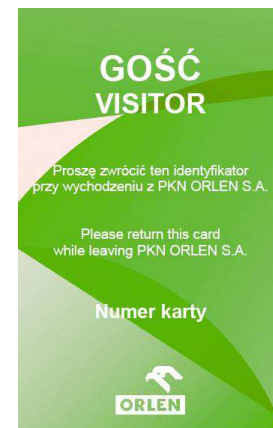 GOŚĆ
VISITOR
Proszę zwrócić ten identyfikator
przy wychodzeniu z PKN ORLEN S.A.
Please return this card
while leaving PKN ORLEN S.A.
Numer karty
ORLEN